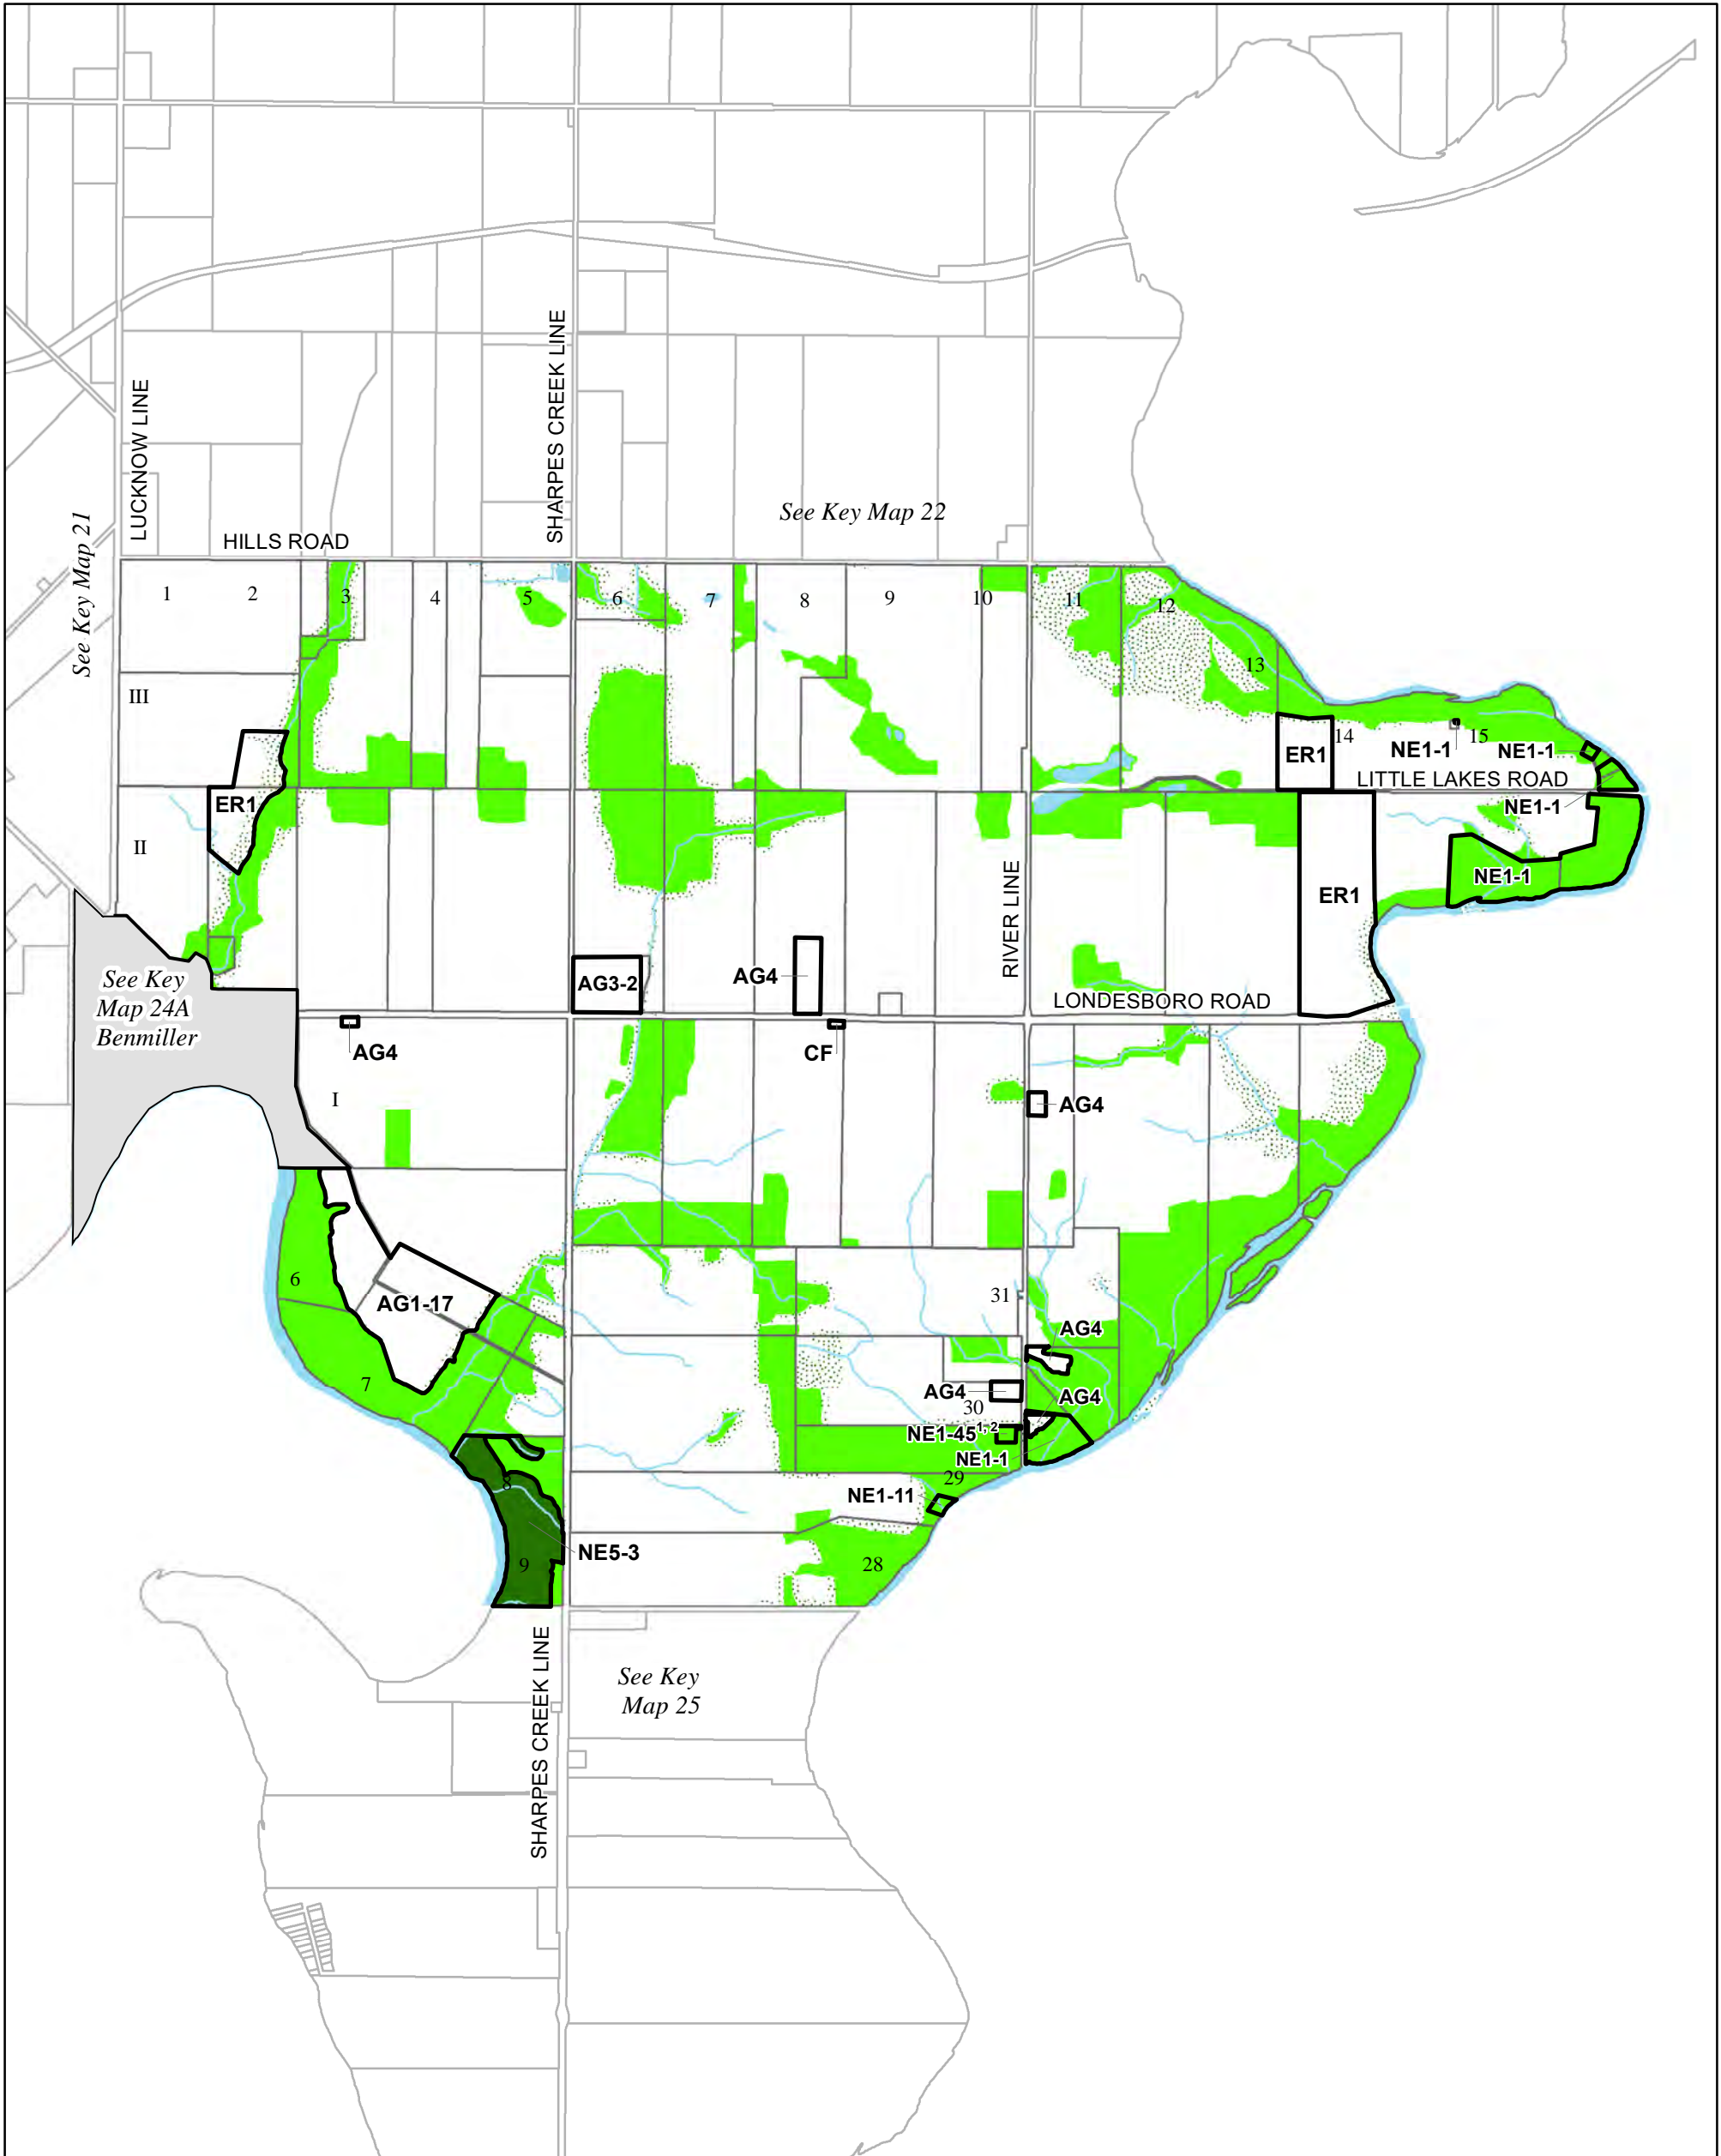 LUCKNOW LINE
SHARPES CREEK LINE
See Key Map 21
See Key Map 22
HILLS ROAD
1
2
3
4
5
6
7
8
9
10
11
12
13
III
ER1
14
NE1-1
15
NE1-1
LITTLE LAKES ROAD
ER1
NE1-1
II
RIVER LINE
NE1-1
ER1
See Key
Map 24A
Benmiller
AG3-2
AG4
LONDESBORO ROAD
AG4
CF
I
AG4
6
AG1-17
31
AG4
7
AG4
AG4
30
NE1-45¹,²
NE1-1
29
8
NE1-11
NE5-3
9
28
SHARPES CREEK LINE
See Key
Map 25